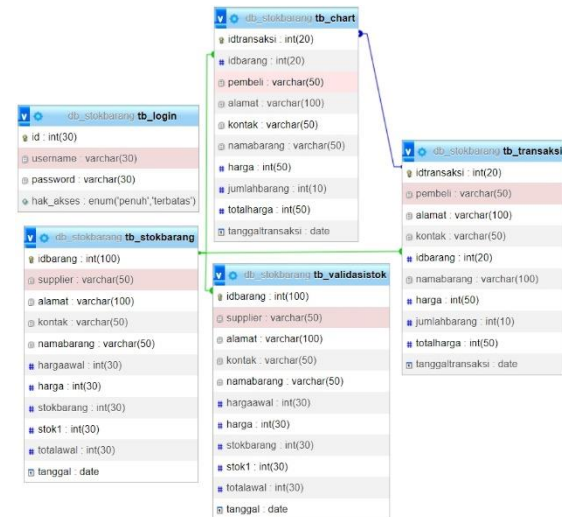 db_stokbarang tb_chart
idtransaksi : int(20)
idbarang : int(20)
pembeli : varchar(50)
alamat : varchar(100)
kontak : varchar(50)
namabarang : varchar(50)
harga : int(50)
jumlahbarang : int(10)
totalharga : int(50)
tanggaltransaksi : date
db_stokbarang tb_login
id : int(30)
username : varchar(30)
password : varchar(30)
hak_akses : enum('penuh','terbatas')
db_stokbarang tb_transaksi
idtransaksi : int(20)
pembeli : varchar(50)
alamat : varchar(100)
kontak : varchar(50)
idbarang : int(20)
namabarang : varchar(100)
harga : int(50)
jumlahbarang : int(10)
totalharga : int(50)
tanggaltransaksi : date
db_stokbarang tb_stokbarang
idbarang : int(100)
supplier : varchar(50)
alamat : varchar(100)
kontak : varchar(50)
namabarang : varchar(50)
hargaawal : int(30)
harga : int(30)
stokbarang : int(30)
stok1 : int(30)
totalawal : int(30)
tanggal : date
db_stokbarang tb_validasistok
idbarang : int(100)
supplier : varchar(50)
alamat : varchar(100)
kontak : varchar(50)
namabarang : varchar(50)
hargaawal : int(30)
harga : int(30)
stokbarang : int(30)
stok1 : int(30)
totalawal : int(30)
tanggal : date